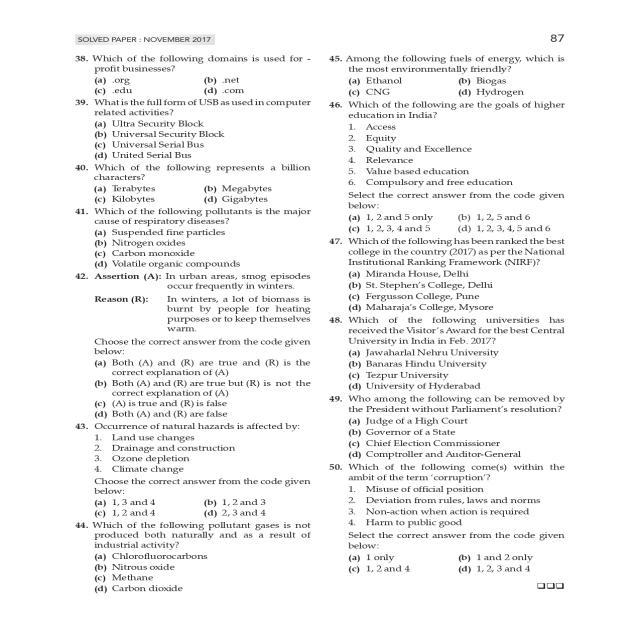 SOLVED PAPER : NOVEMBER 2017
87
38. Which of the following domains is used for -
profit businesses?
(a) .org (b) .net
(c) .edu (d) .com
39. What is the full form of USB as used in computer
related activities?
(a) Ultra Security Block
(b) Universal Security Block
(c) Universal Serial Bus
(d) United Serial Bus
40. Which of the following represents a billion
characters?
(a) Terabytes (b) Megabytes
(c) Kilobytes (d) Gigabytes
41. Which of the following pollutants is the major
cause of respiratory diseases?
(a) Suspended fine particles
(b) Nitrogen oxides
(c) Carbon monoxide
(d) Volatile organic compounds
42. Assertion (A): In urban areas, smog episodes
occur frequently in winters.
Reason (R): In winters, a lot of biomass is
burnt by people for heating
purposes or to keep themselves
warm.
Choose the correct answer from the code given
below:
(a) Both (A) and (R) are true and (R) is the
correct explanation of (A)
(b) Both (A) and (R) are true but (R) is not the
correct explanation of (A)
(c) (A) is true and (R) is false
(d) Both (A) and (R) are false
43. Occurrence of natural hazards is affected by:
1. Land use changes
2. Drainage and construction
3. Ozone depletion
4. Climate change
Choose the correct answer from the code given
below:
(a) 1, 3 and 4 (b) 1, 2 and 3
(c) 1, 2 and 4 (d) 2, 3 and 4
44. Which of the following pollutant gases is not
produced both naturally and as a result of
industrial activity?
(a) Chlorofluorocarbons
(b) Nitrous oxide
(c) Methane
(d) Carbon dioxide
45. Among the following fuels of energy, which is
the most environmentally friendly?
(a) Ethanol (b) Biogas
(c) CNG (d) Hydrogen
46. Which of the following are the goals of higher
education in India?
1. Access
2. Equity
3. Quality and Excellence
4. Relevance
5. Value based education
6. Compulsory and free education
Select the correct answer from the code given
below:
(a) 1, 2 and 5 only (b) 1, 2, 5 and 6
(c) 1, 2, 3, 4 and 5 (d) 1, 2, 3, 4, 5 and 6
47. Which of the following has been ranked the best
college in the country (2017) as per the National
Institutional Ranking Framework (NIRF)?
(a) Miranda House, Delhi
(b) St. Stephen's College, Delhi
(c) Fergusson College, Pune
(d) Maharaja's College, Mysore
48. Which of the following universities has
received the Visitor's Award for the best Central
University in India in Feb. 2017?
(a) Jawaharlal Nehru University
(b) Banaras Hindu University
(c) Tezpur University
(d) University of Hyderabad
49. Who among the following can be removed by
the President without Parliament's resolution?
(a) Judge of a High Court
(b) Governor of a State
(c) Chief Election Commissioner
(d) Comptroller and Auditor-General
50. Which of the following come(s) within the
ambit of the term 'corruption'?
1. Misuse of official position
2. Deviation from rules, laws and norms
3. Non-action when action is required
4. Harm to public good
Select the correct answer from the code given
below:
(a) 1 only (b) 1 and 2 only
(c) 1, 2 and 4 (d) 1, 2, 3 and 4